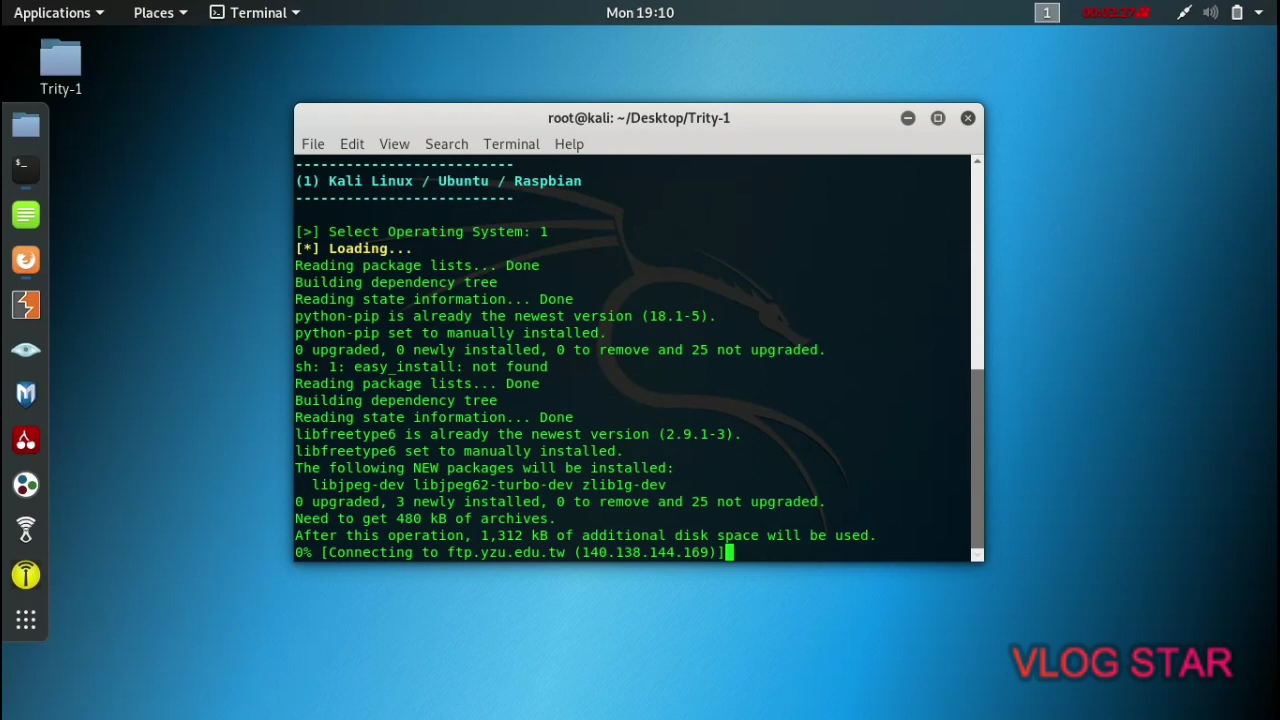 Applications Places Terminal Mon 19:10 1
Trity-1
root@kali: ~/Desktop/Trity-1
File Edit View Search Terminal Help
--------------------------
(1) Kali Linux / Ubuntu / Raspbian
--------------------------
[>] Select Operating System: 1
[*] Loading...
Reading package lists... Done
Building dependency tree
Reading state information... Done
python-pip is already the newest version (18.1-5).
python-pip set to manually installed.
0 upgraded, 0 newly installed, 0 to remove and 25 not upgraded.
sh: 1: easy_install: not found
Reading package lists... Done
Building dependency tree
Reading state information... Done
libfreetype6 is already the newest version (2.9.1-3).
libfreetype6 set to manually installed.
The following NEW packages will be installed:
libjpeg-dev libjpeg62-turbo-dev zlib1g-dev
0 upgraded, 3 newly installed, 0 to remove and 25 not upgraded.
Need to get 480 kB of archives.
After this operation, 1,312 kB of additional disk space will be used.
0% [Connecting to ftp.yzu.edu.tw (140.138.144.169)]
VLOG STAR